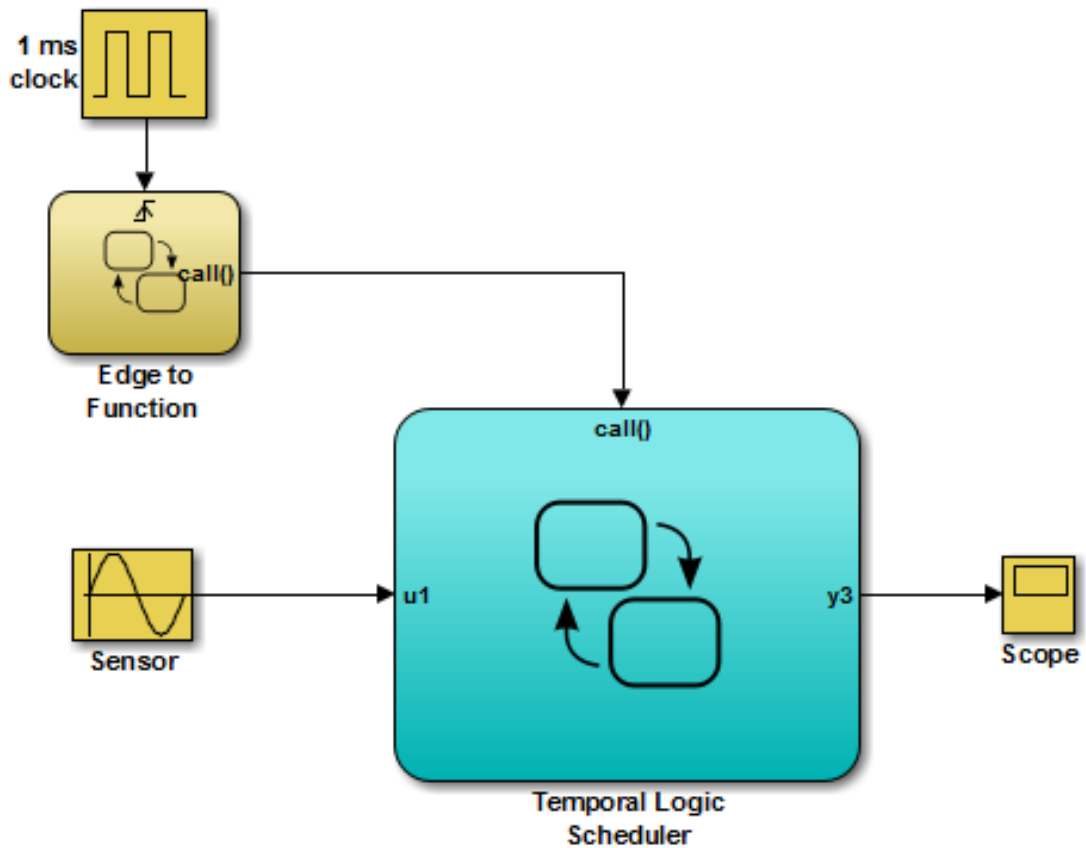 1 ms
clock
call()
Edge to
Function
call()
u1
y3
Sensor
Scope
Temporal Logic
Scheduler